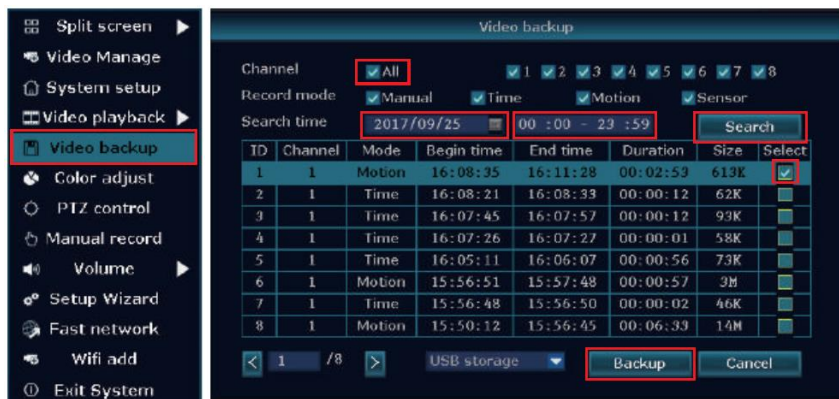 Split screen
Video Manage
System setup
Video playback
Video backup
Color adjust
PTZ control
Manual record
Volume
Setup Wizard
Fast network
Wifi add
Exit System
Video backup
Channel All 1 2 3 4 5 6 7 8
Record mode Manual Time Motion Sensor
Search time 2017/09/25 00 :00 - 23 :59 Search
ID Channel Mode Begin time End time Duration Size Select
1 1 Motion 16:08:35 16:11:28 00:02:53 613K
2 1 Time 16:08:21 16:08:33 00:00:12 62K
3 1 Time 16:07:45 16:07:57 00:00:12 93K
4 1 Time 16:07:26 16:07:27 00:00:01 58K
5 1 Time 16:05:11 16:06:07 00:00:56 73K
6 1 Motion 15:56:51 15:57:48 00:00:57 3M
7 1 Time 15:56:48 15:56:50 00:00:02 46K
8 1 Motion 15:50:12 15:56:45 00:06:33 14M
< 1 /8 > USB storage Backup Cancel